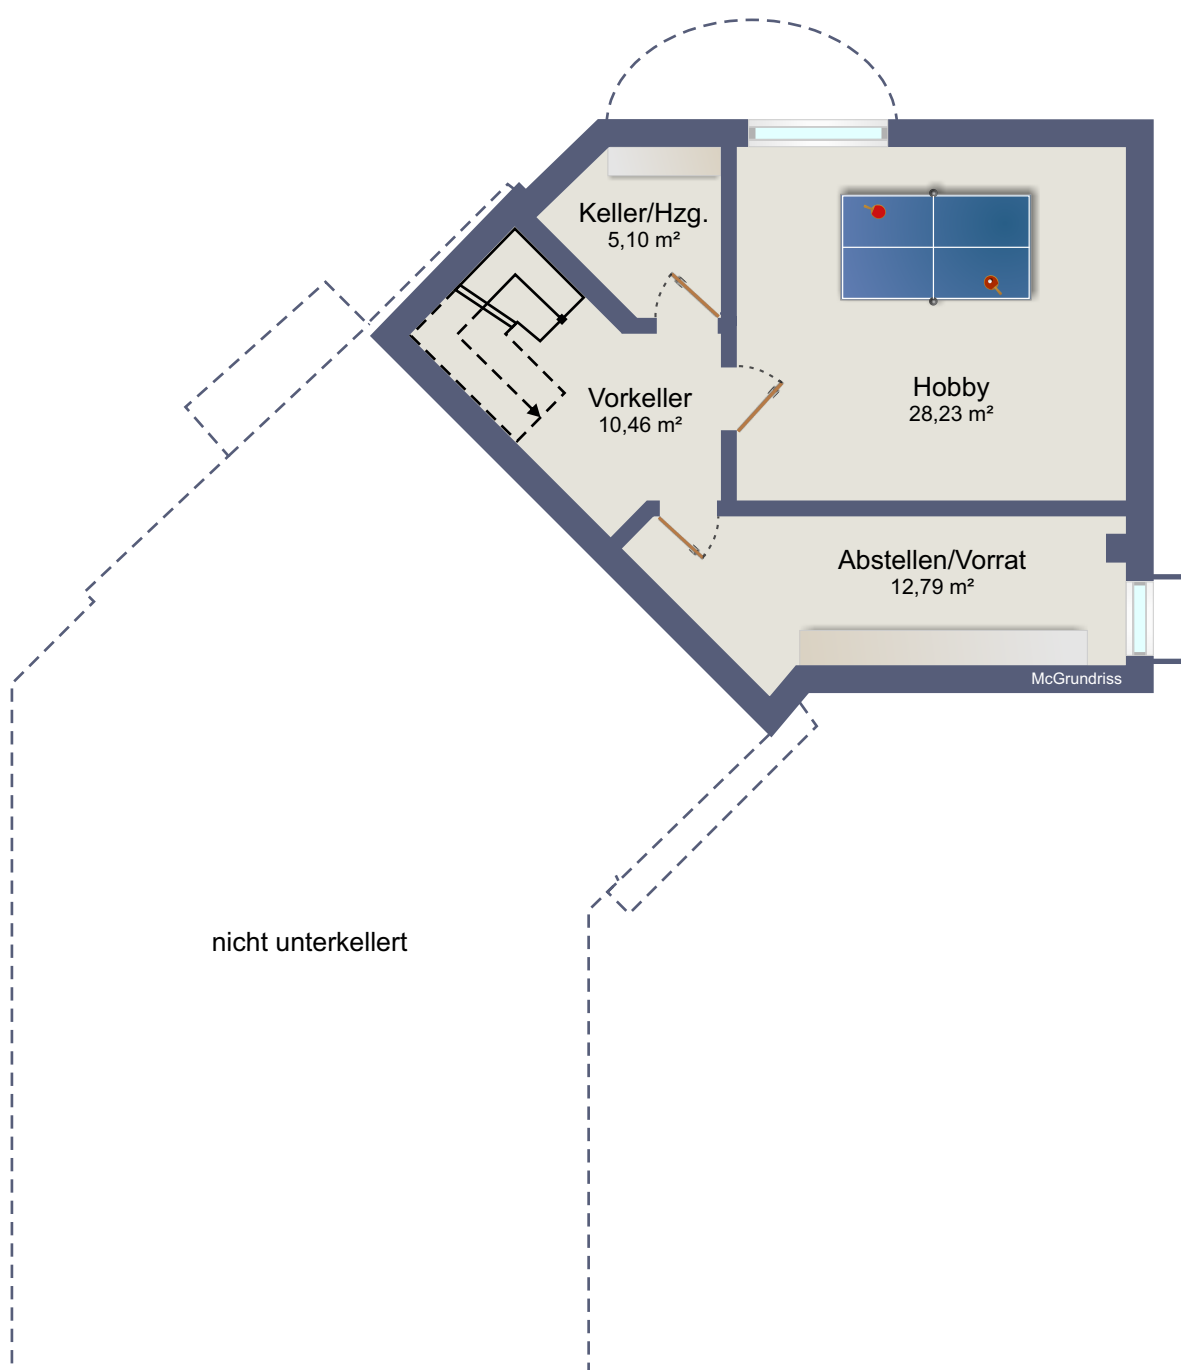 Keller/Hzg.
5,10 m²
Vorkeller
10,46 m²
Hobby
28,23 m²
Abstellen/Vorrat
12,79 m²
McGrundriss
nicht unterkellert